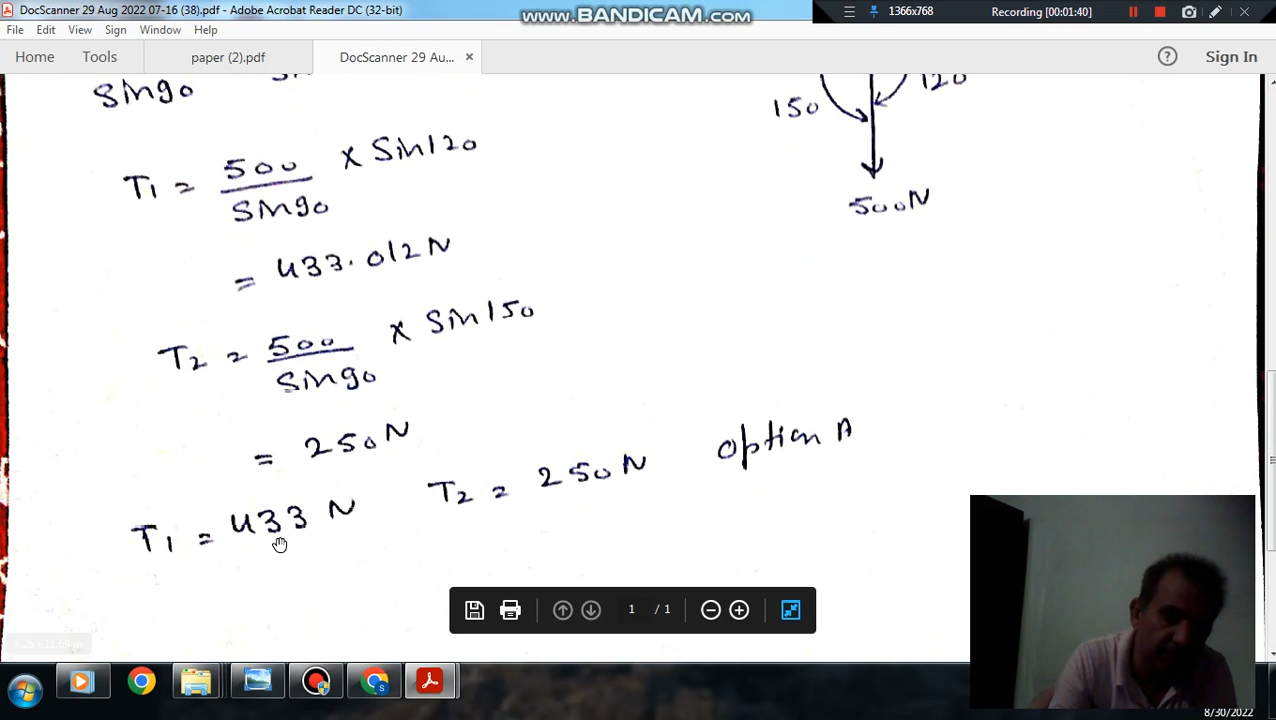 DocScanner 29 Aug 2022 07-16 (38).pdf - Adobe Acrobat Reader DC (32-bit)
www.BANDICAM.com
1366x768
Recording [00:01:40]
File Edit View Sign Window Help
Home Tools paper (2).pdf DocScanner 29 Au... × Sign In
Sin90
150 120
T1 = 500 / Sin90 × Sin120
500N
= 433.012 N
T2 = 500 / Sin90 × Sin150
= 250N
T1 = 433 N T2 = 250N option A
1 / 1
8/30/2022